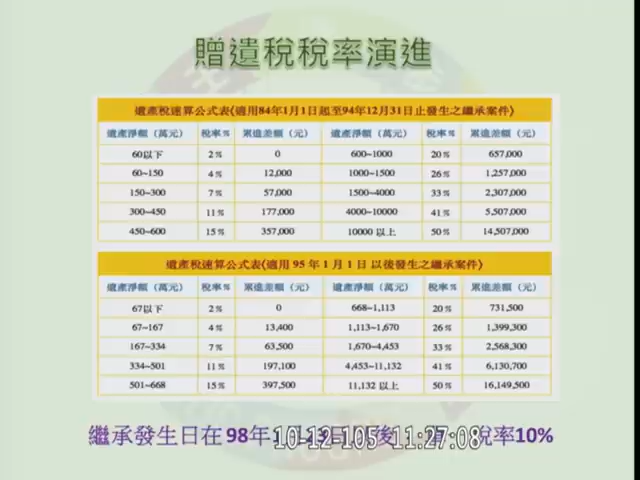 贈遺稅稅率演進
遺產稅速算公式表(適用84年1月1日起至94年12月31日止發生之繼承案件)
遺產淨額（萬元） 稅率% 累進差額（元） 遺產淨額（萬元） 稅率% 累進差額（元）
60以下 2% 0 600~1000 20% 657,000
60~150 4% 12,000 1000~1500 26% 1,257,000
150~300 7% 57,000 1500~4000 33% 2,307,000
300~450 11% 177,000 4000~10000 41% 5,507,000
450~600 15% 357,000 10000 以上 50% 14,507,000
遺產稅速算公式表(適用 95 年 1 月 1 日 以後發生之繼承案件)
遺產淨額（萬元） 稅率% 累進差額（元） 遺產淨額（萬元） 稅率% 累進差額（元）
67以下 2% 0 668~1,113 20% 731,500
67~167 4% 13,400 1,113~1,670 26% 1,399,300
167~334 7% 63,500 1,670~4,453 33% 2,568,300
334~501 11% 197,100 4,453~11,132 41% 6,130,700
501~668 15% 397,500 11,132 以上 50% 16,149,500
繼承發生日在98年 後 稅率10%
10-12-105 11:27:08